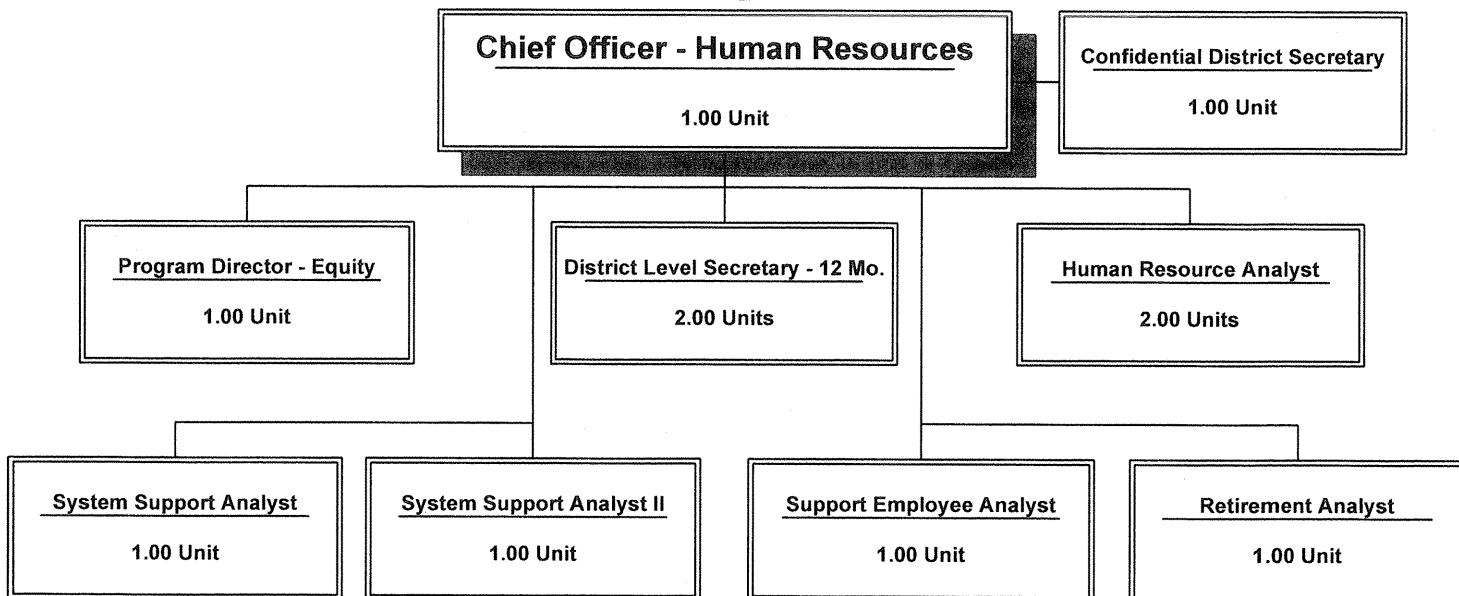 Chief Officer - Human Resources
1.00 Unit
Confidential District Secretary
1.00 Unit
Program Director - Equity
1.00 Unit
District Level Secretary - 12 Mo.
2.00 Units
Human Resource Analyst
2.00 Units
System Support Analyst
1.00 Unit
System Support Analyst II
1.00 Unit
Support Employee Analyst
1.00 Unit
Retirement Analyst
1.00 Unit